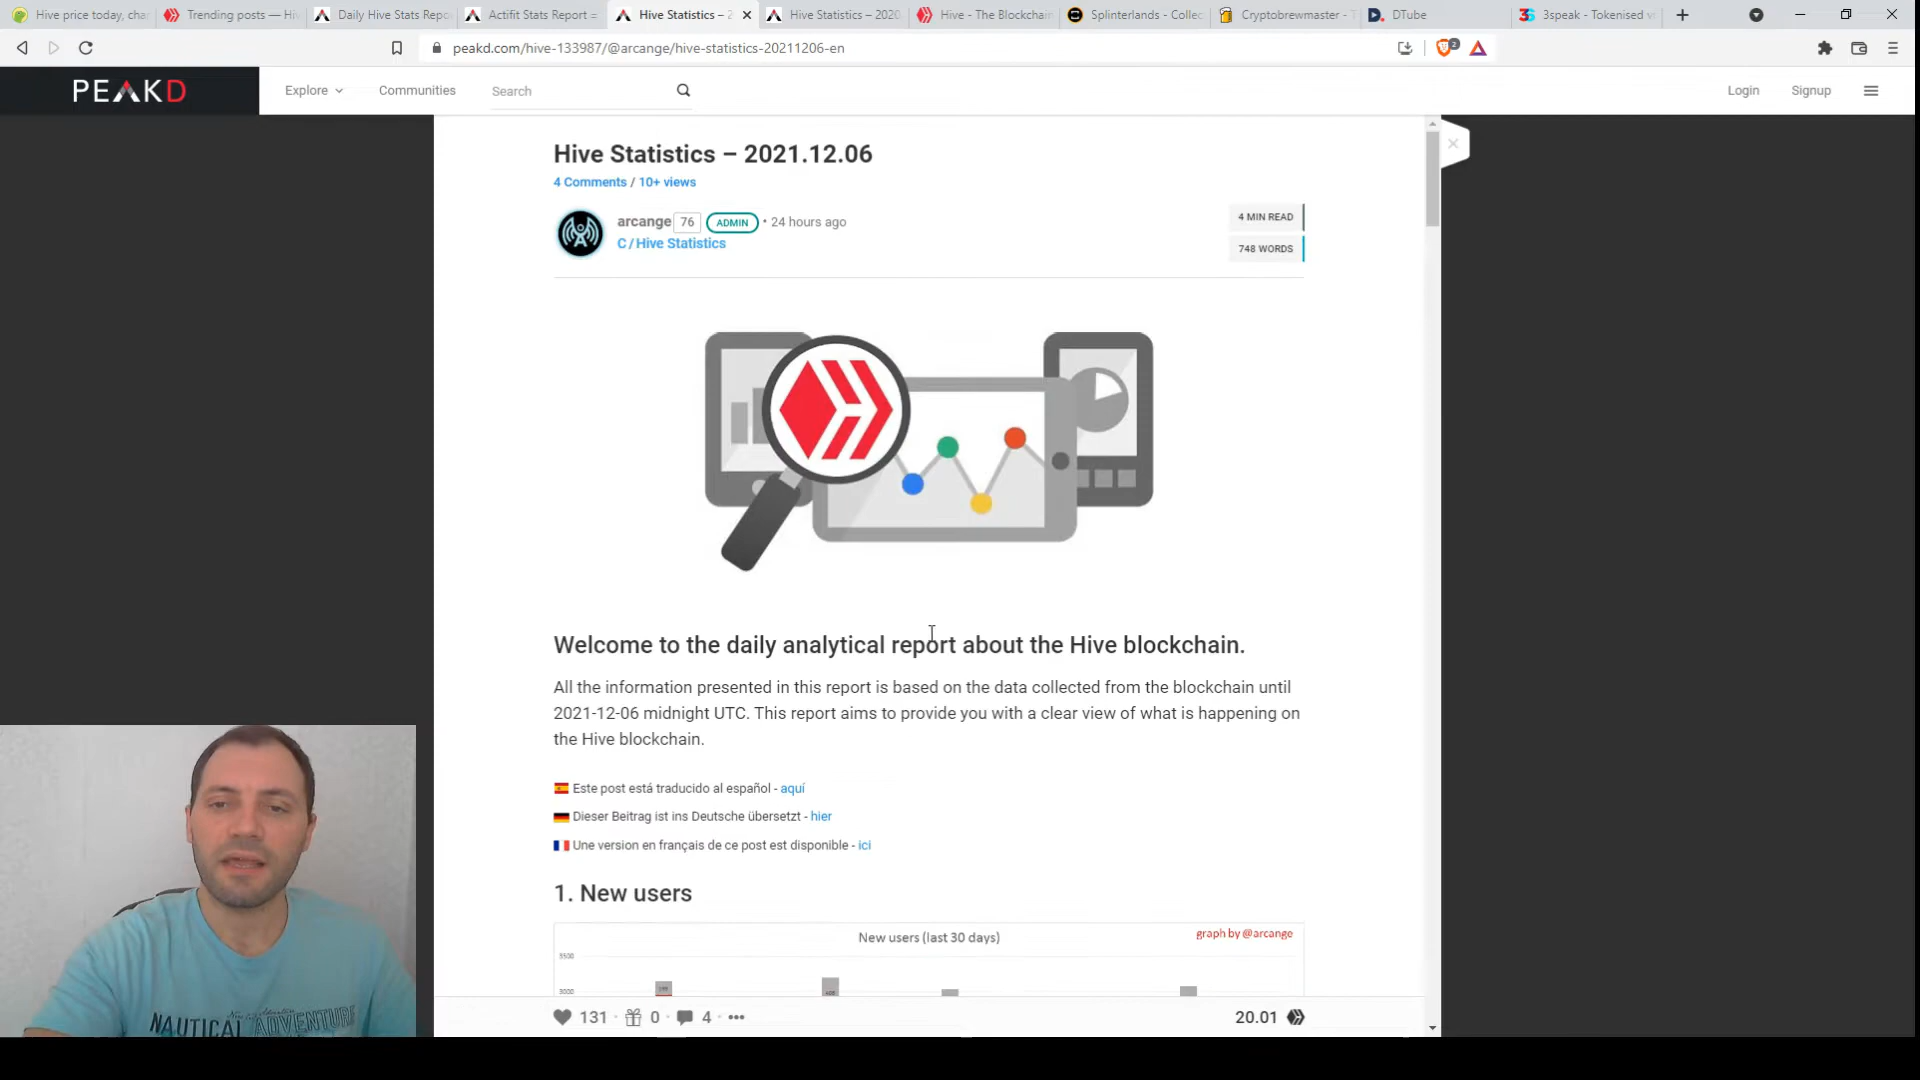 Hive price today, cha
Trending posts — Hi
Daily Hive Stats Repo
Actifit Stats Report =
Hive Statistics – 2
Hive Statistics – 2020
Hive - The Blockchain
Splinterlands - Collec
Cryptobrewmaster - T
DTube
3speak - Tokenised v
peakd.com/hive-133987/@arcange/hive-statistics-20211206-en
2
PEAKD
Explore
Communities
Search
Login
Signup
Hive Statistics – 2021.12.06
4 Comments / 10+ views
arcange 76 ADMIN • 24 hours ago
C / Hive Statistics
4 MIN READ
748 WORDS
Welcome to the daily analytical report about the Hive blockchain.
All the information presented in this report is based on the data collected from the blockchain until
2021-12-06 midnight UTC. This report aims to provide you with a clear view of what is happening on
the Hive blockchain.
Este post está traducido al español - aquí
Dieser Beitrag ist ins Deutsche übersetzt - hier
Une version en français de ce post est disponible - ici
1. New users
New users (last 30 days)
graph by @arcange
3500
3000
131 · 0 · 4 · •••
20.01
NAUTICAL ADVENTURE